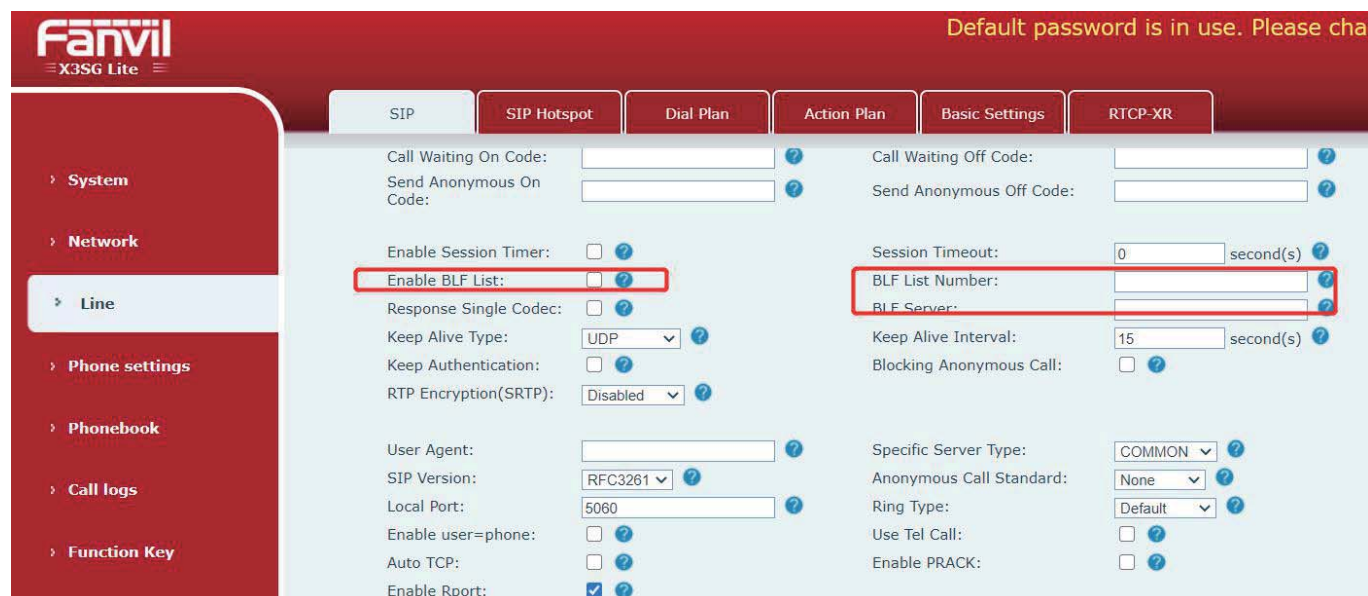 Fanvil
X3SG Lite
Default password is in use. Please cha
SIP
SIP Hotspot
Dial Plan
Action Plan
Basic Settings
RTCP-XR
System
Network
Line
Phone settings
Phonebook
Call logs
Function Key
Call Waiting On Code:
Call Waiting Off Code:
Send Anonymous On
Code:
Send Anonymous Off Code:
Enable Session Timer:
Session Timeout: 0 second(s)
Enable BLF List:
BLF List Number:
Response Single Codec:
BLF Server:
Keep Alive Type: UDP
Keep Alive Interval: 15 second(s)
Keep Authentication:
Blocking Anonymous Call:
RTP Encryption(SRTP): Disabled
User Agent:
Specific Server Type: COMMON
SIP Version: RFC3261
Anonymous Call Standard: None
Local Port: 5060
Ring Type: Default
Enable user=phone:
Use Tel Call:
Auto TCP:
Enable PRACK:
Enable Rport: